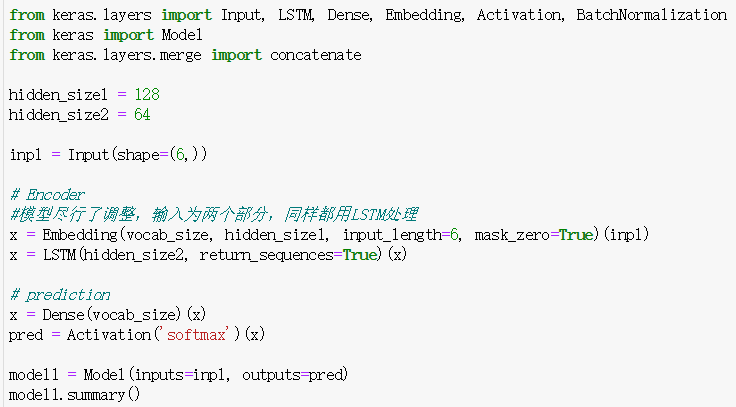 from keras.layers import Input, LSTM, Dense, Embedding, Activation, BatchNormalization
from keras import Model
from keras.layers.merge import concatenate
hidden_size1 = 128
hidden_size2 = 64
inp1 = Input(shape=(6,))
# Encoder
#模型尽行了调整，输入为两个部分，同样都用LSTM处理
x = Embedding(vocab_size, hidden_size1, input_length=6, mask_zero=True)(inp1)
x = LSTM(hidden_size2, return_sequences=True)(x)
# prediction
x = Dense(vocab_size)(x)
pred = Activation('softmax')(x)
model1 = Model(inputs=inp1, outputs=pred)
model1.summary()